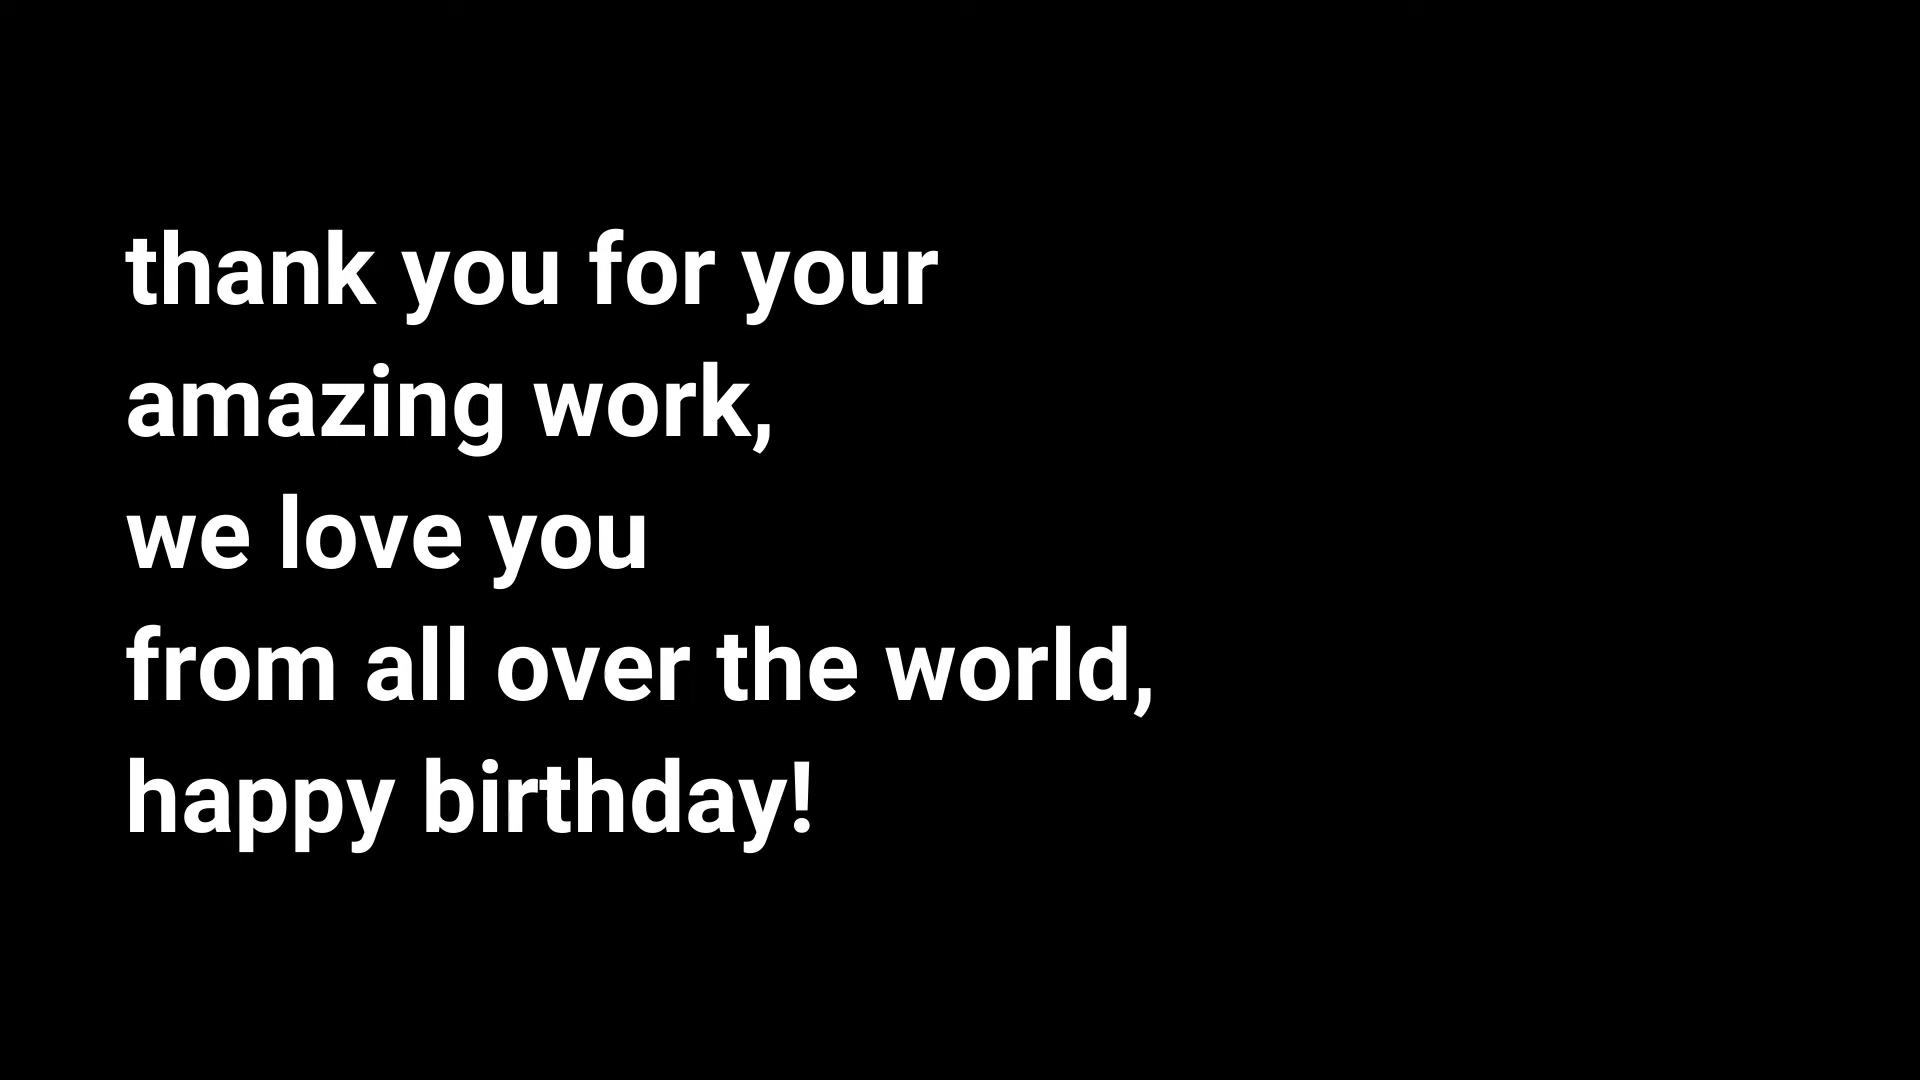 thank you for your
amazing work,
we love you
from all over the world,
happy birthday!